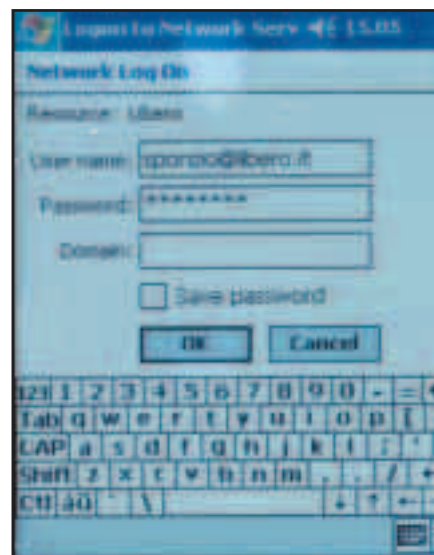 Logon to Network Serv 15.05
Network Log On
Resource: Libero
User name: sponzio@libero.it
Password: ********
Domain:
Save password
OK Cancel
123 1 2 3 4 5 6 7 8 9 0 - =
Tab q w e r t y u i o p [
CAP a s d f g h j k l ; '
Shift z x c v b n m , . /
Ctl áü ` \